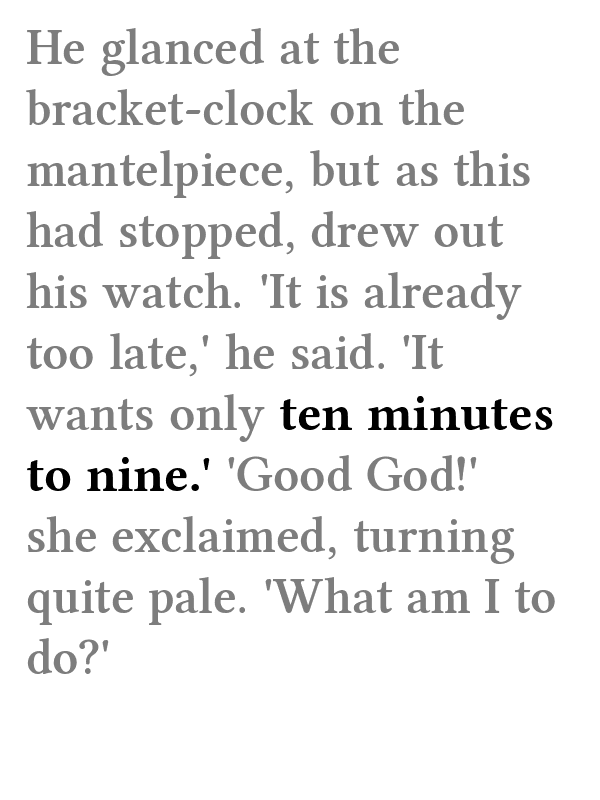 He glanced at the
bracket-clock on the
mantelpiece, but as this
had stopped, drew out
his watch. 'It is already
too late,' he said. 'It
wants only ten minutes
to nine.' 'Good God!'
she exclaimed, turning
quite pale. 'What am I to
do?'